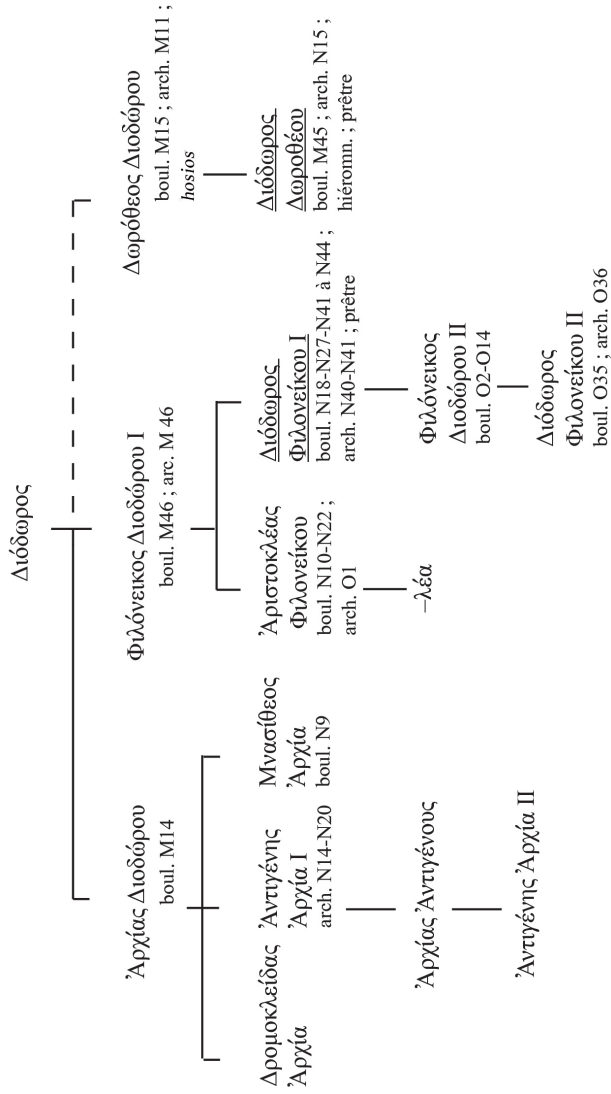 Διόδωρος
Ἀρχίας Διοδώρου
boul. M14
Φιλόνεικος Διοδώρου I
boul. M46 ; arc. M 46
Δωρόθεος Διοδώρου
boul. M15 ; arch. M11 ;
hosios
Δρομοκλείδας
Ἀρχία
Ἀντιγένης
Ἀρχία I
arch. N14-N20
Μνασίθεος
Ἀρχία
boul. N9
Ἀριστοκλέας
Φιλονείκου
boul. N10-N22 ;
arch. O1
Διόδωρος
Φιλονείκου I
boul. N18-N27-N41 à N44 ;
arch. N40-N41 ; prêtre
Διόδωρος
Δωροθέου
boul. M45 ; arch. N15 ;
hiéromn. ; prêtre
Ἀρχίας Ἀντιγένους
–λέα
Φιλόνεικος
Διοδώρου II
boul. O2-O14
Ἀντιγένης Ἀρχία II
Διόδωρος
Φιλονείκου II
boul. O35 ; arch. O36